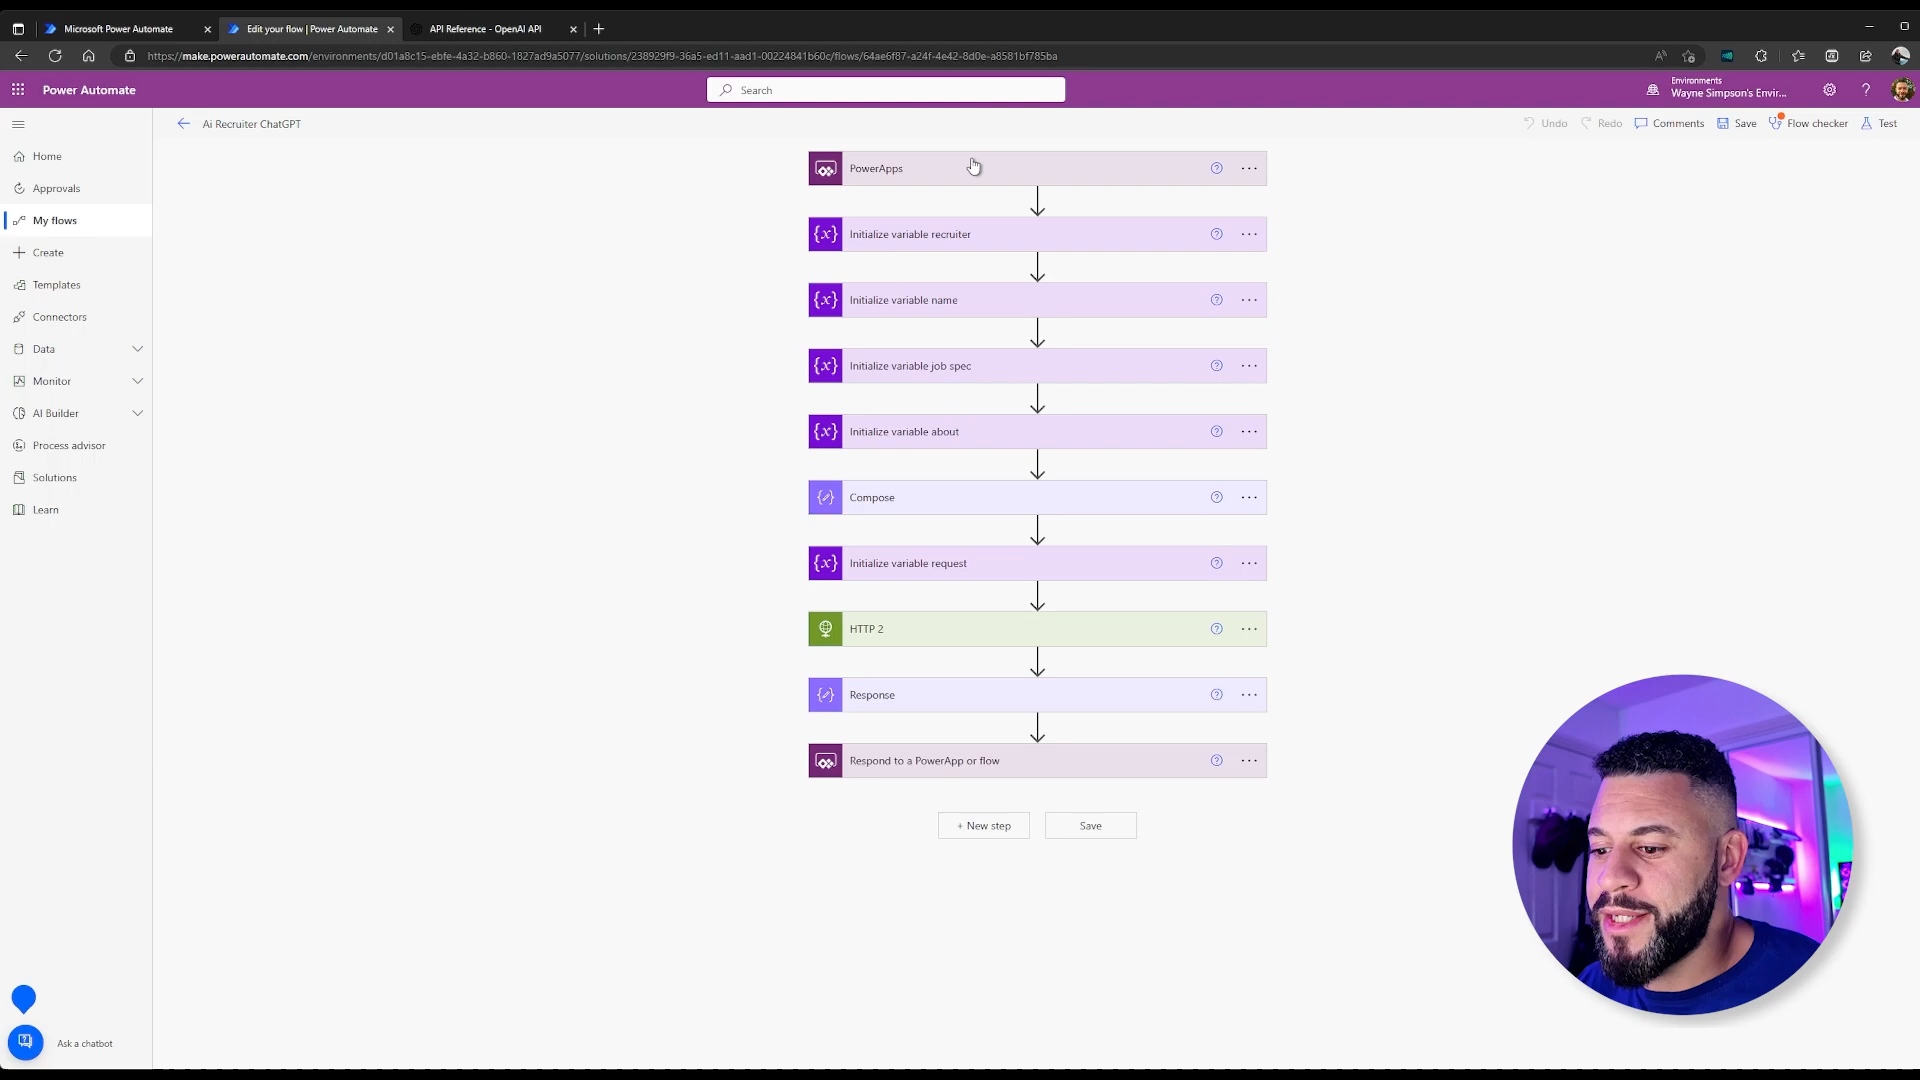 Microsoft Power Automate
Edit your flow | Power Automate
API Reference - OpenAI API
https://make.powerautomate.com/environments/d01a8c15-ebfe-4a32-b860-1827ad9a5077/solutions/238929f9-36a5-ed11-aad1-00224841b60c/flows/64ae6f87-a24f-4e42-8d0e-a8581bf785ba
Power Automate
Search
Environments
Wayne Simpson's Envir...
?
Ai Recruiter ChatGPT
Undo
Redo
Comments
Save
Flow checker
Test
Home
Approvals
My flows
Create
Templates
Connectors
Data
Monitor
AI Builder
Process advisor
Solutions
Learn
Ask a chatbot
PowerApps
{x} Initialize variable recruiter
{x} Initialize variable name
{x} Initialize variable job spec
{x} Initialize variable about
Compose
{x} Initialize variable request
HTTP 2
Response
Respond to a PowerApp or flow
+ New step
Save